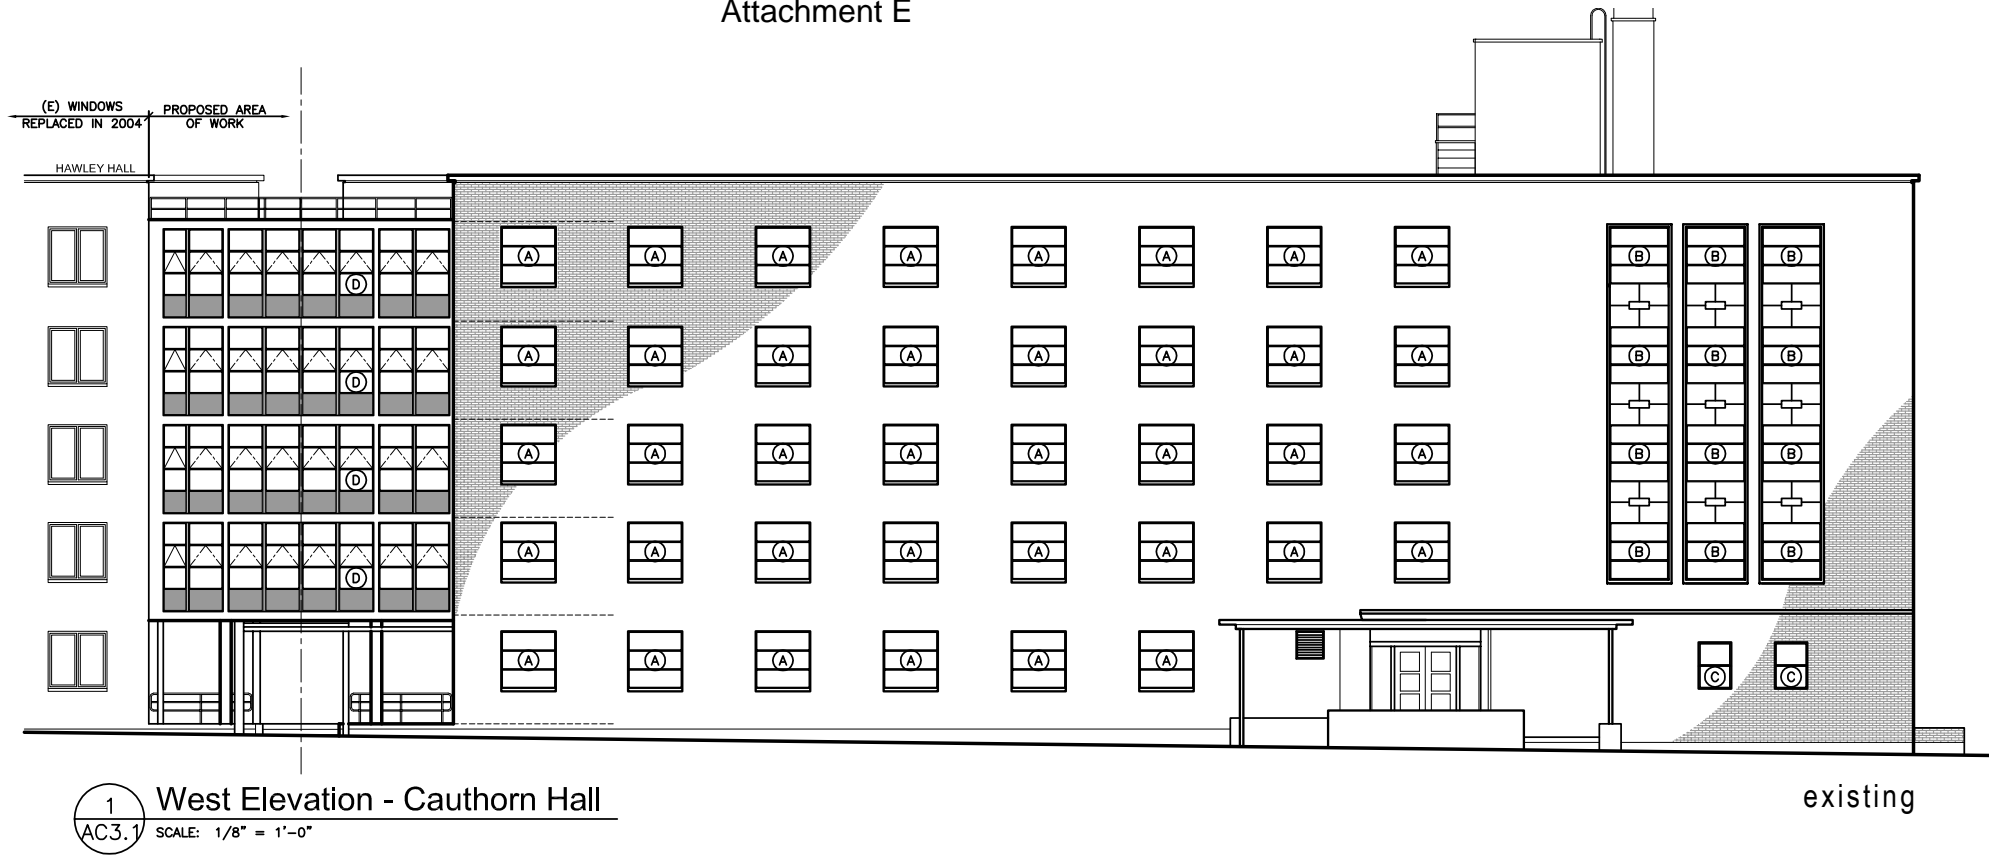 Attachment E
(E) WINDOWS
REPLACED IN 2004
PROPOSED AREA
OF WORK
HAWLEY HALL
D A A A A A A A A B B B
D A A A A A A A A B B B
D A A A A A A A A B B B
D A A A A A A A A B B B
A A A A A A C C
1
AC3.1
West Elevation - Cauthorn Hall
SCALE: 1/8" = 1'-0"
existing